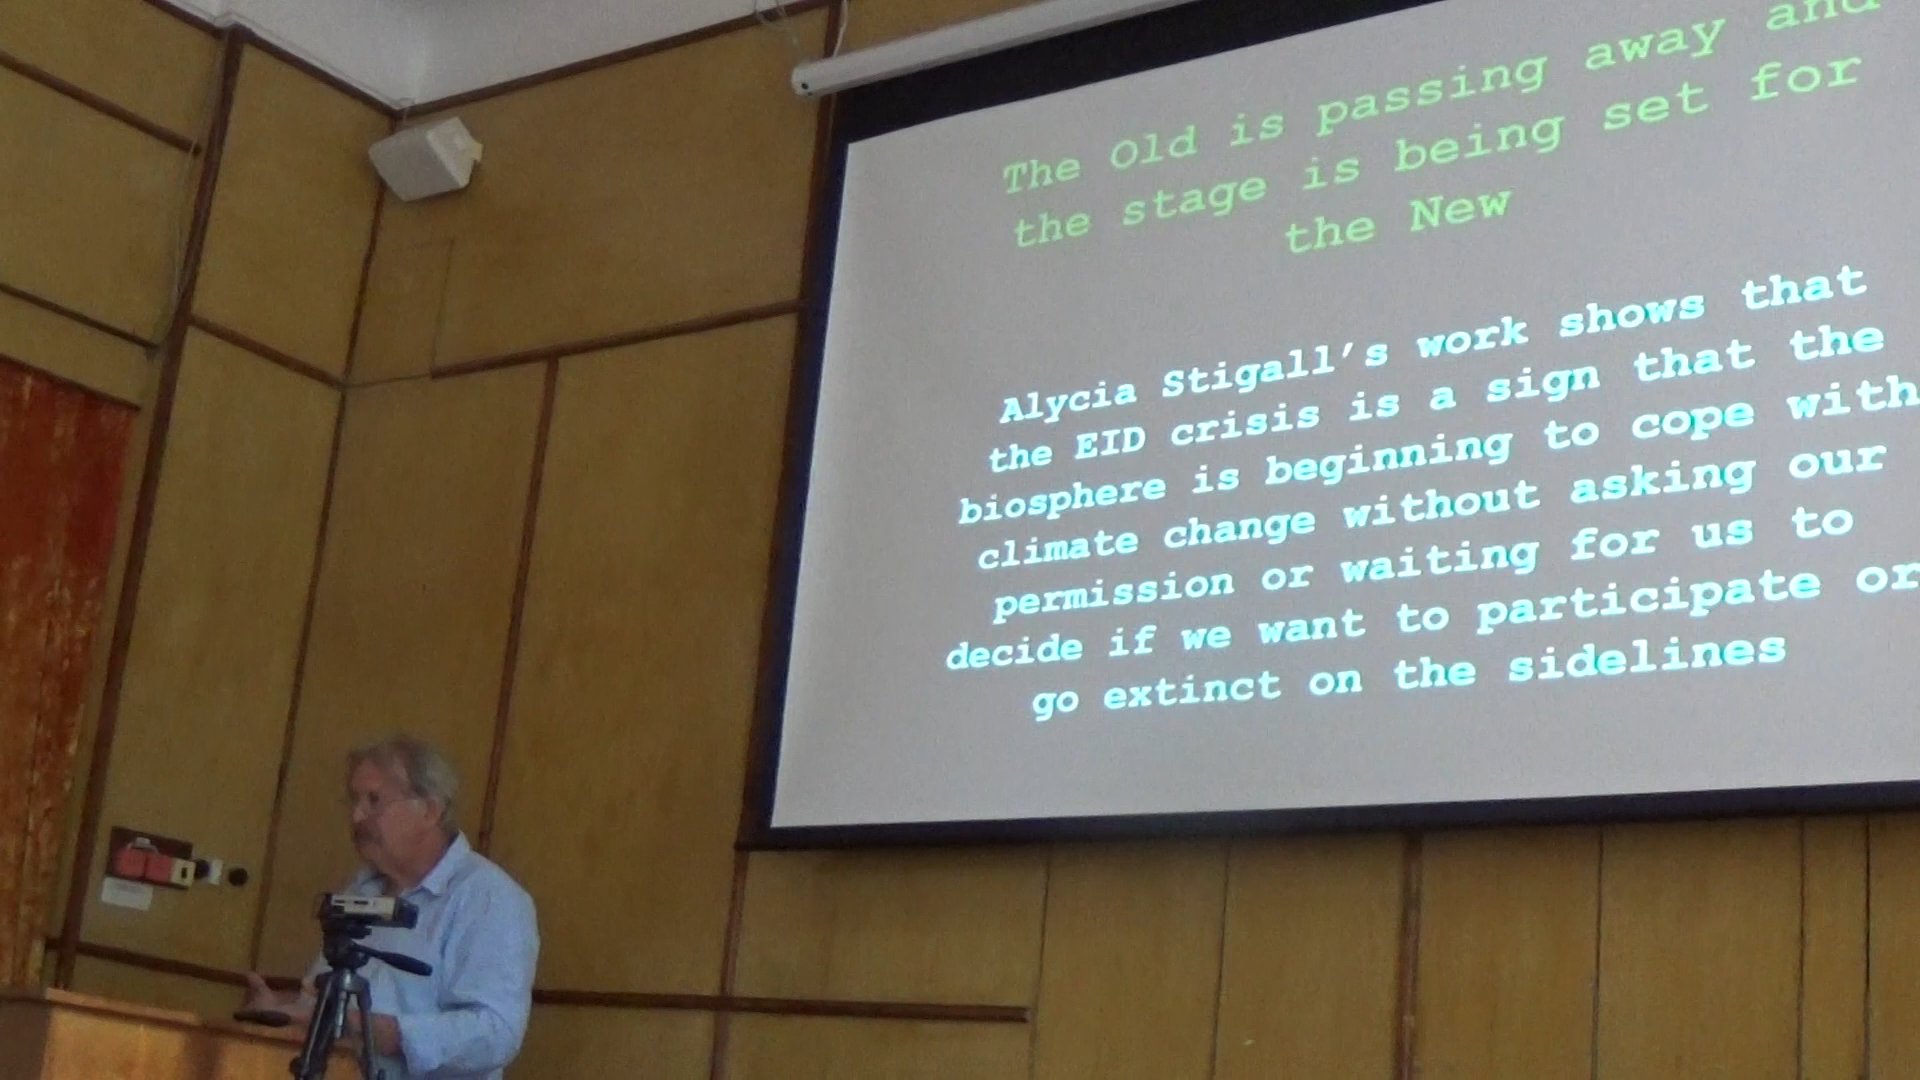 The Old is passing away and
the stage is being set for
the New
Alycia Stigall's work shows that
the EID crisis is a sign that the
biosphere is beginning to cope with
climate change without asking our
permission or waiting for us to
decide if we want to participate or
go extinct on the sidelines